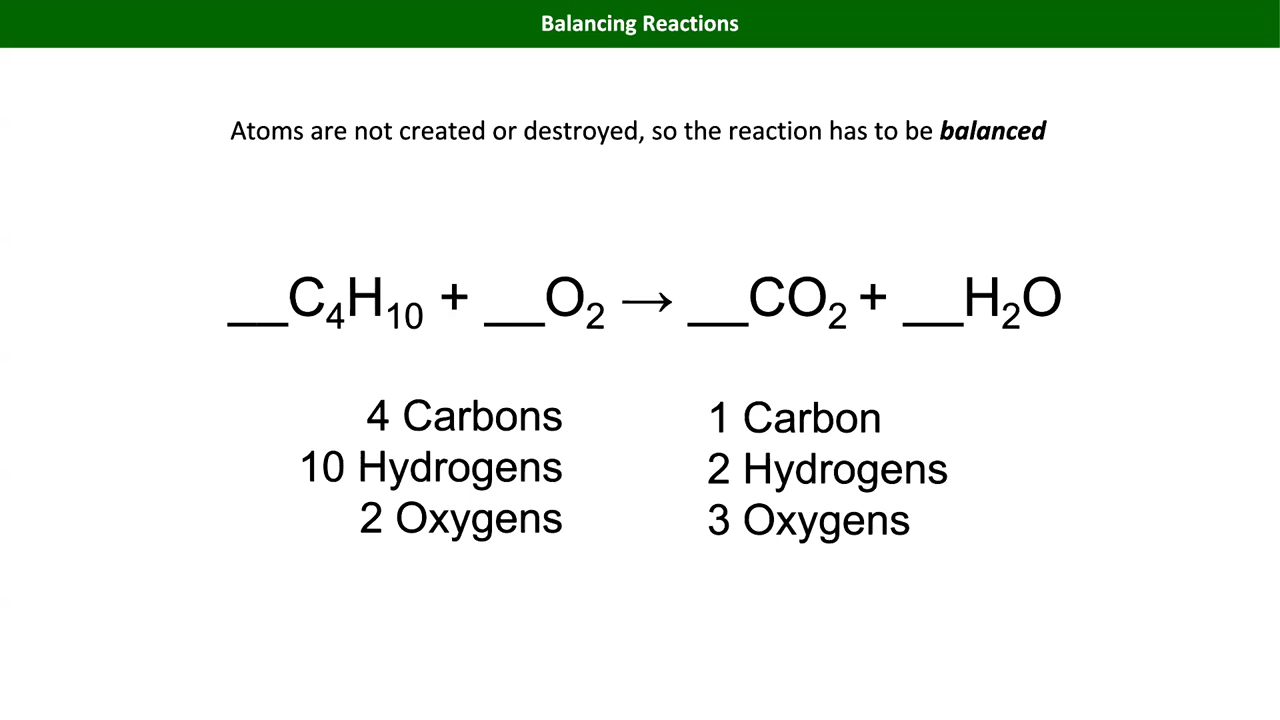 Balancing Reactions
Atoms are not created or destroyed, so the reaction has to be balanced
__C₄H₁₀ + __O₂ → __CO₂ + __H₂O
4 Carbons
10 Hydrogens
2 Oxygens
1 Carbon
2 Hydrogens
3 Oxygens